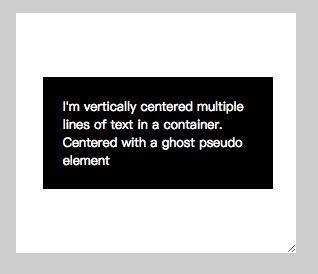 I'm vertically centered multiple
lines of text in a container.
Centered with a ghost pseudo
element